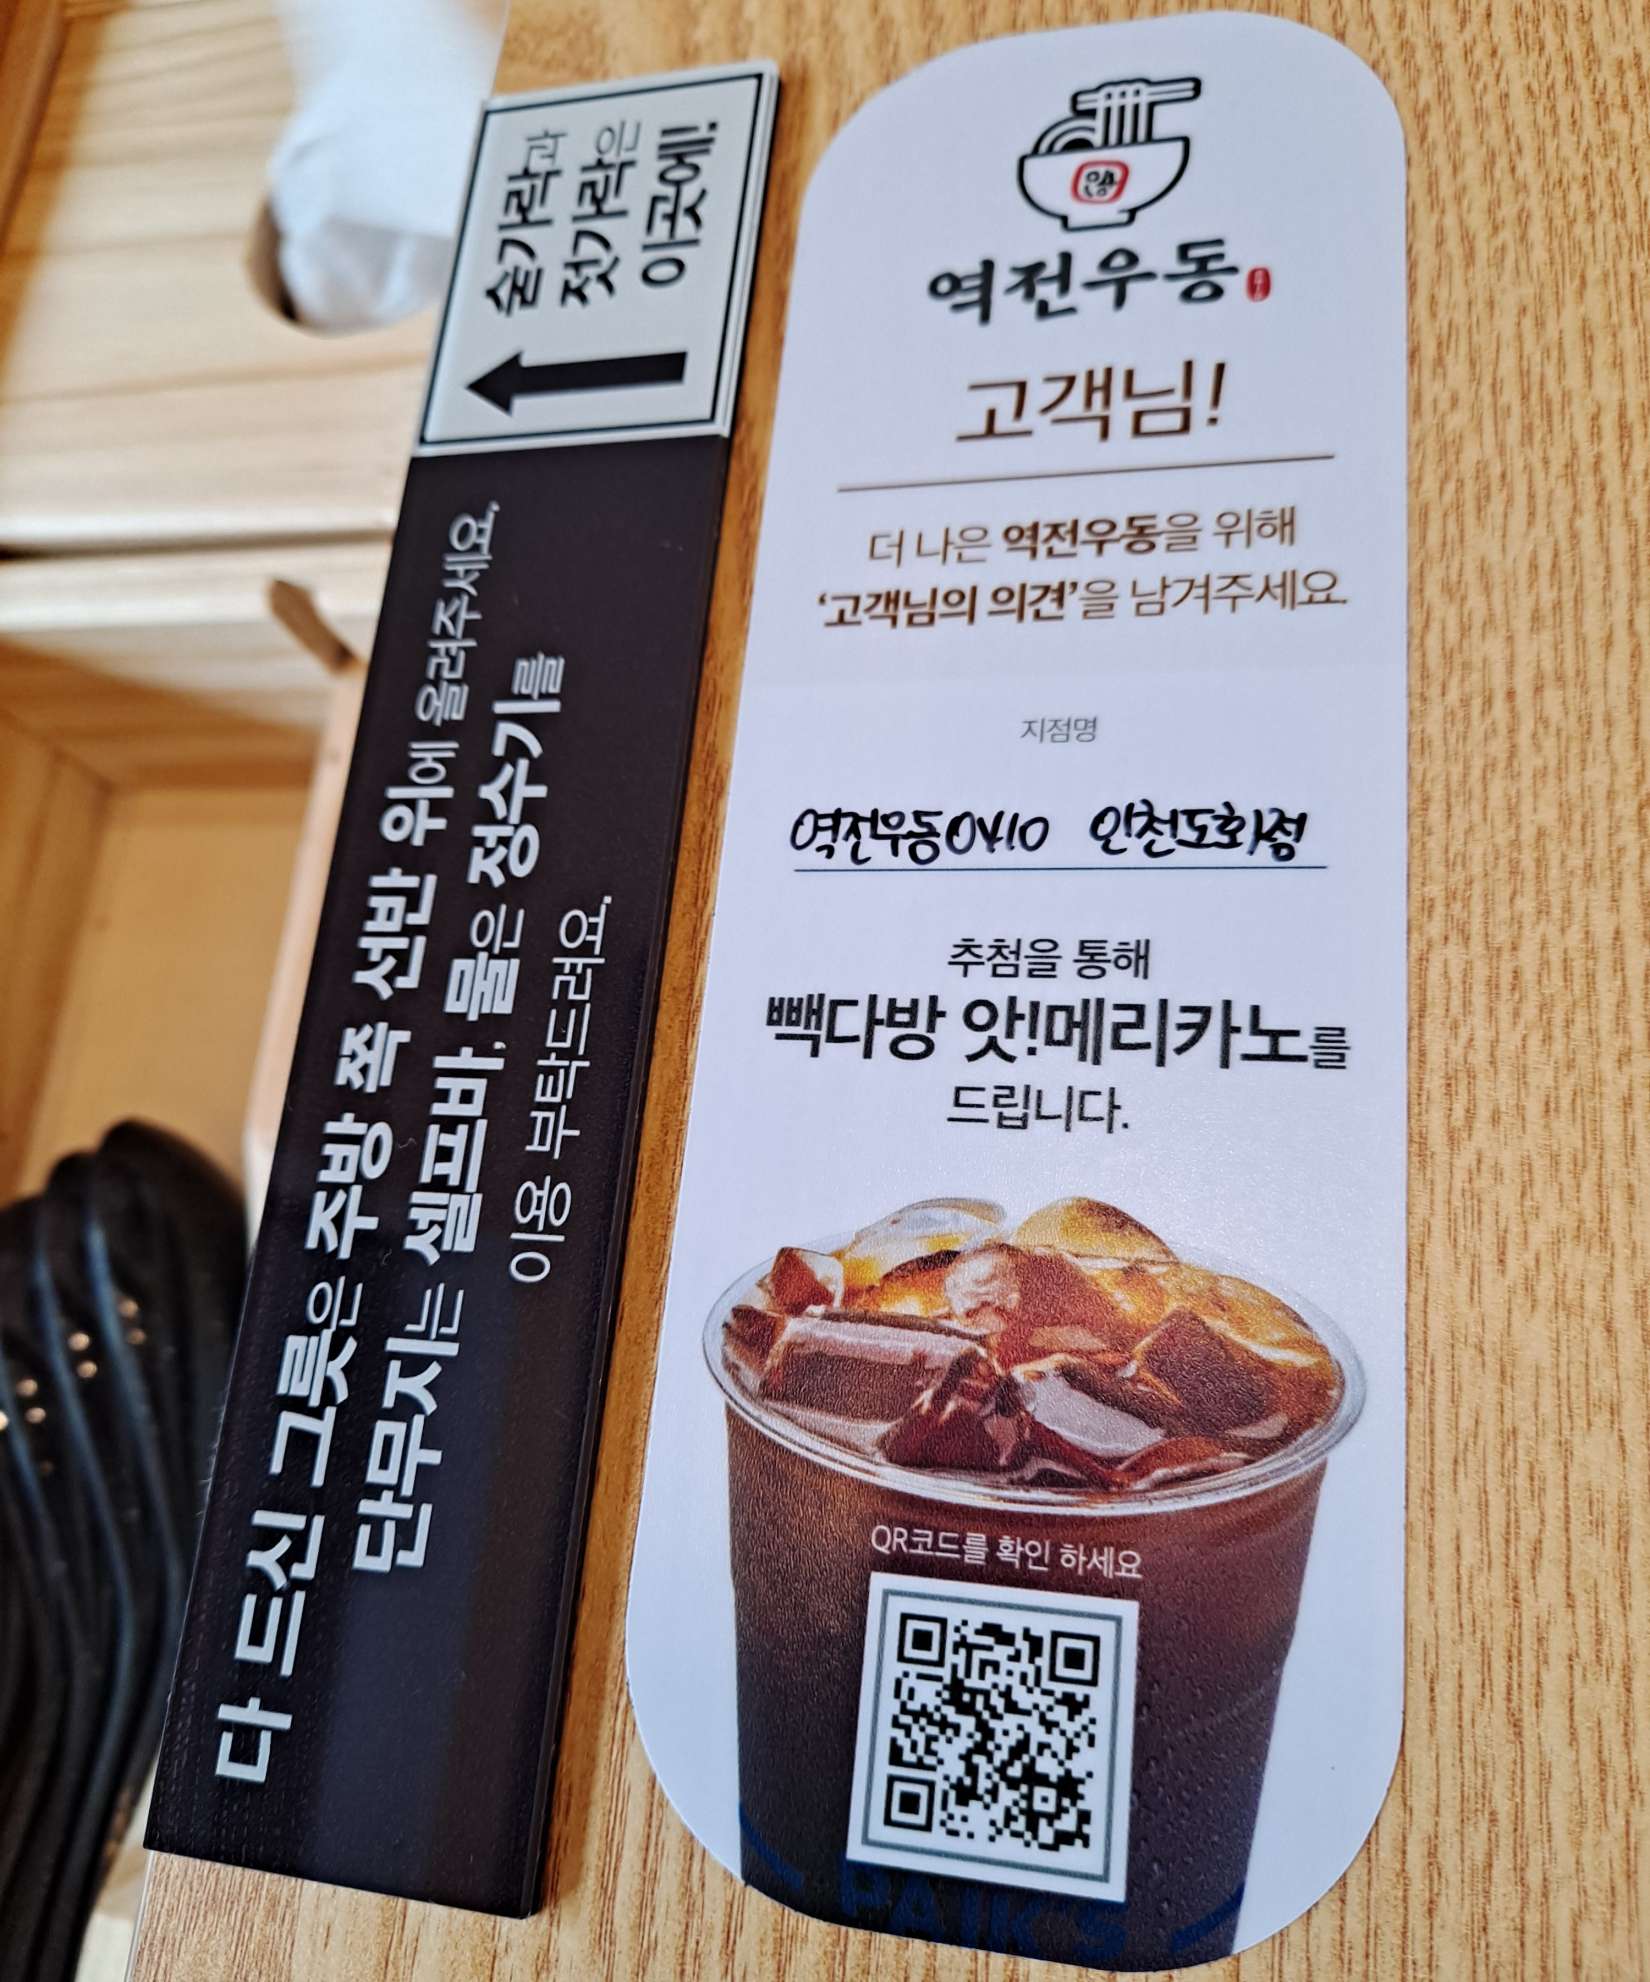 숟가락과
젓가락은
이곳에!
다 드신 그릇은 주방 쪽 선반 위에 올려주세요.
단무지는 셀프바, 물은 정수기를
이용 부탁드려요.
역전우동
고객님!
더 나은 역전우동을 위해
‘고객님의 의견’을 남겨주세요.
지점명
역전우동0410 인천도화점
추첨을 통해
빽다방 앗!메리카노를
드립니다.
QR코드를 확인 하세요
PAIK'S